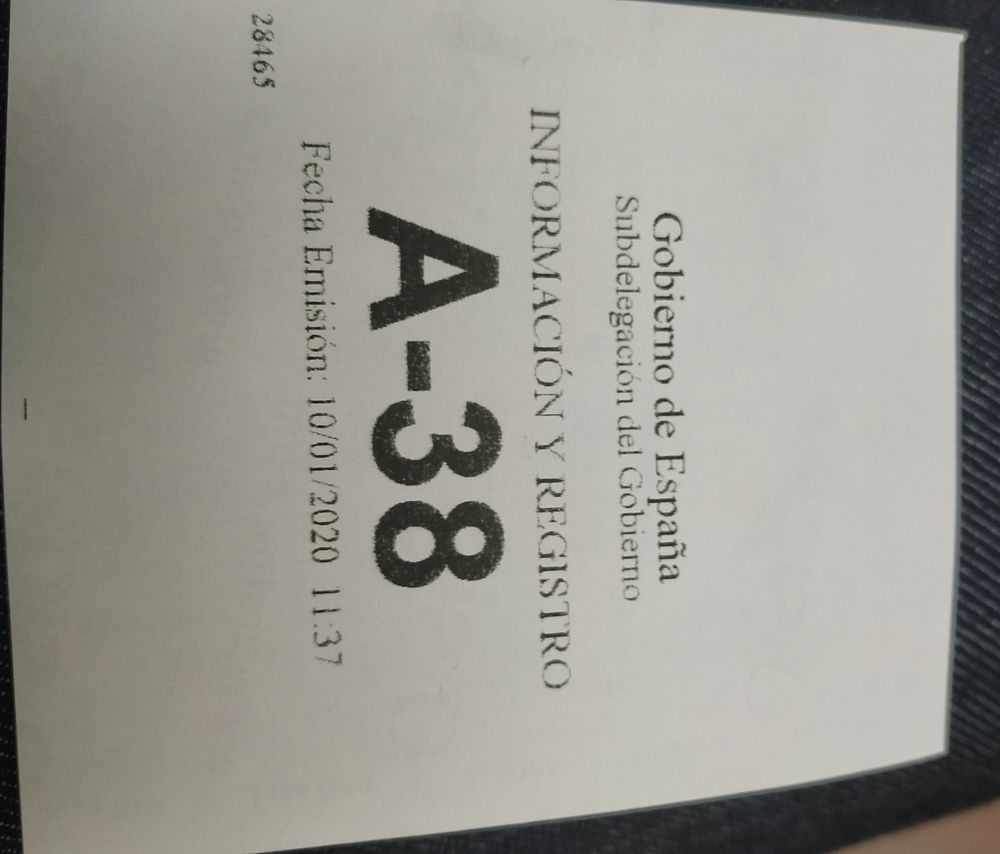 Gobierno de España
Subdelegación del Gobierno
INFORMACIÓN Y REGISTRO
A-38
Fecha Emisión: 10/01/2020 11:37
28465